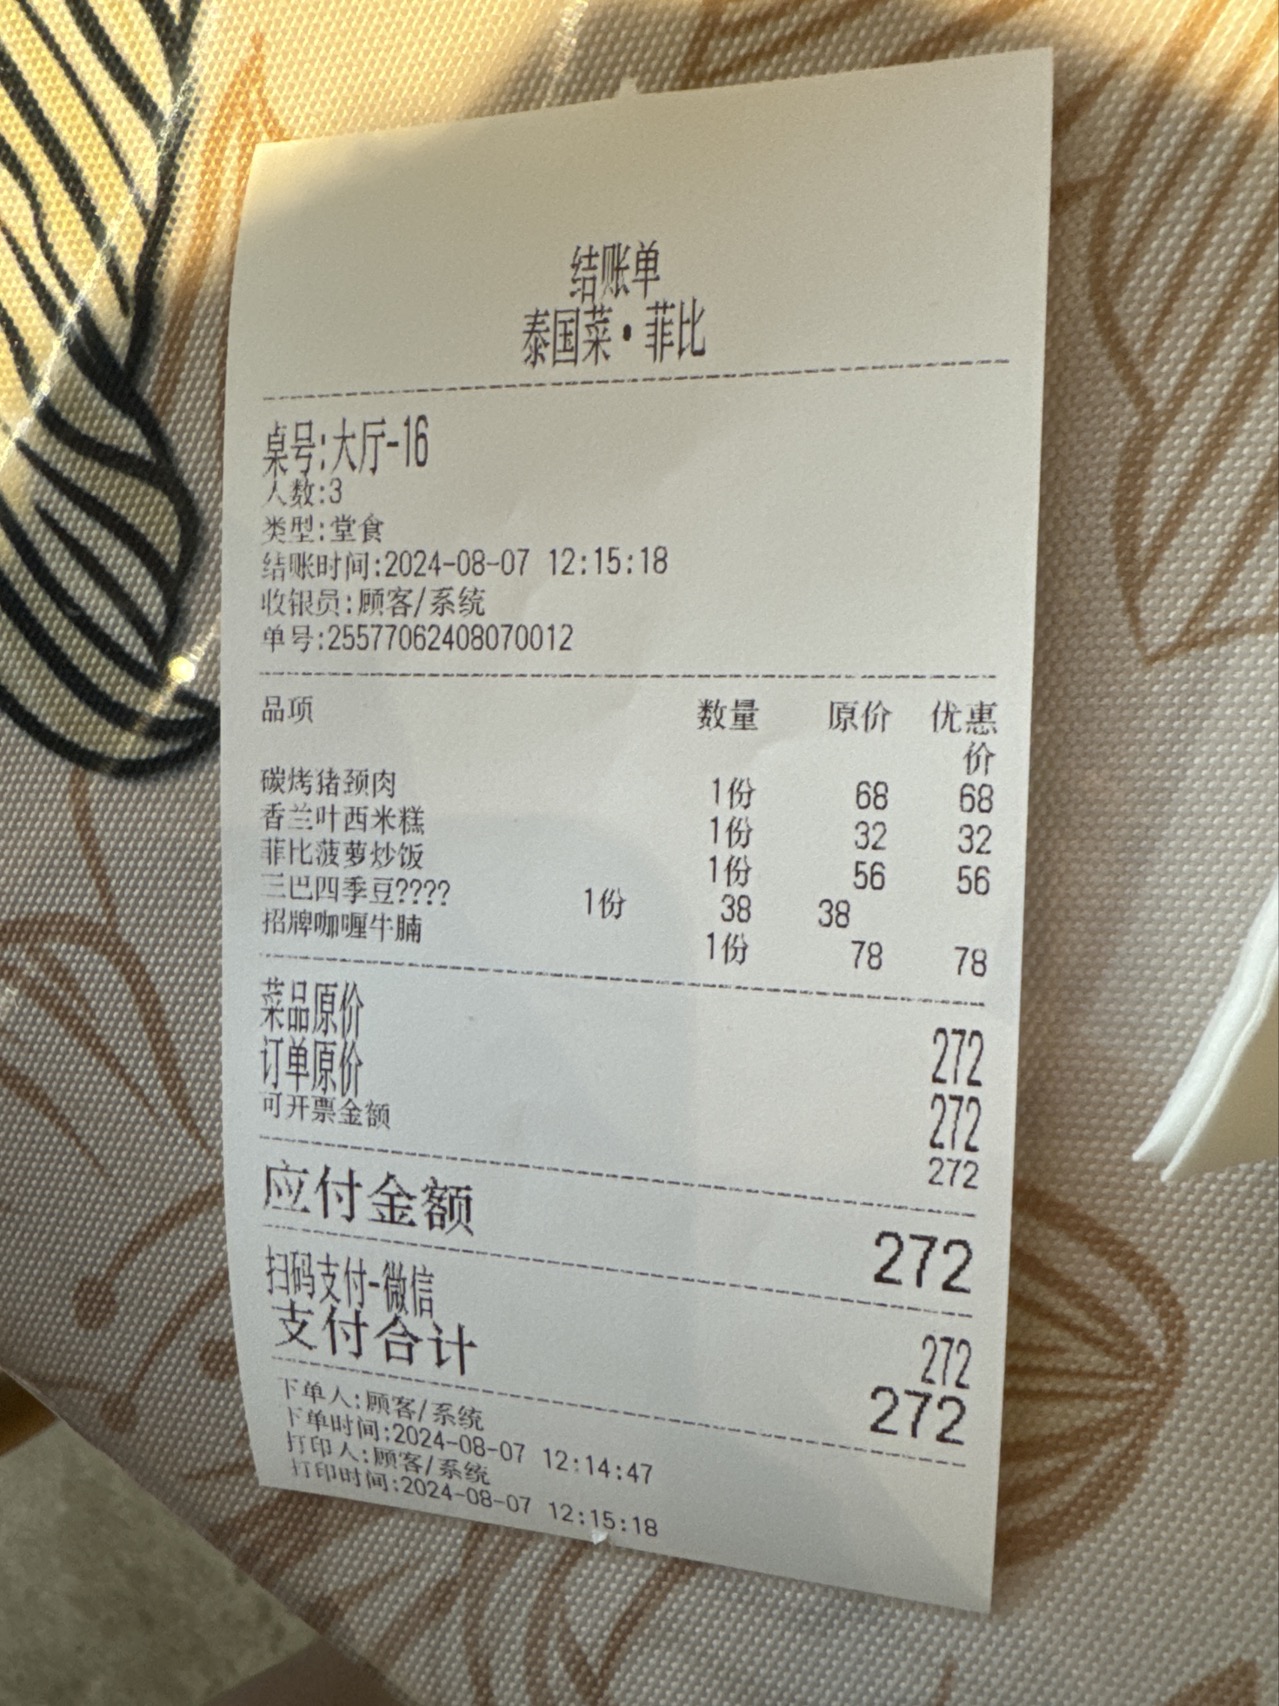 结账单
泰国菜·菲比
桌号:大厅-16
人数:3
类型:堂食
结账时间:2024-08-07 12:15:18
收银员:顾客/系统
单号:25577062408070012
品项 数量 原价 优惠价
碳烤猪颈肉 1份 68 68
香兰叶西米糕 1份 32 32
菲比菠萝炒饭 1份 56 56
三巴四季豆???? 1份 38 38
招牌咖喱牛腩 1份 78 78
菜品原价 272
订单原价 272
可开票金额 272
应付金额 272
扫码支付-微信 272
支付合计 272
下单人:顾客/系统
下单时间:2024-08-07 12:14:47
打印人:顾客/系统
打印时间:2024-08-07 12:15:18